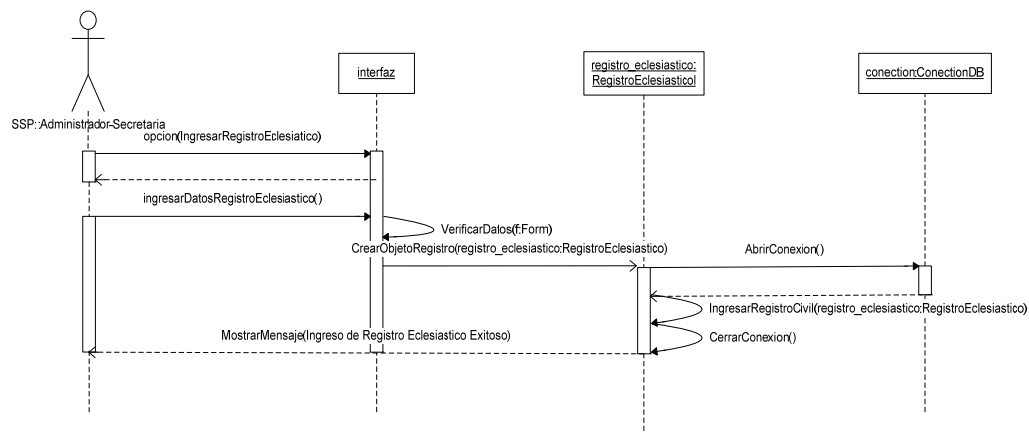 interfaz
registro_eclesiastico:
RegistroEclesiasticol
conection:ConectionDB
SSP::Administrador-Secretaria
opcion(IngresarRegistroEclesiatico)
ingresarDatosRegistroEclesiastico()
VerificarDatos(f:Form)
CrearObjetoRegistro(registro_eclesiastico:RegistroEclesiastico)
AbrirConexion()
IngresarRegistroCivil(registro_eclesiastico:RegistroEclesiastico)
MostrarMensaje(Ingreso de Registro Eclesiastico Exitoso)
CerrarConexion()